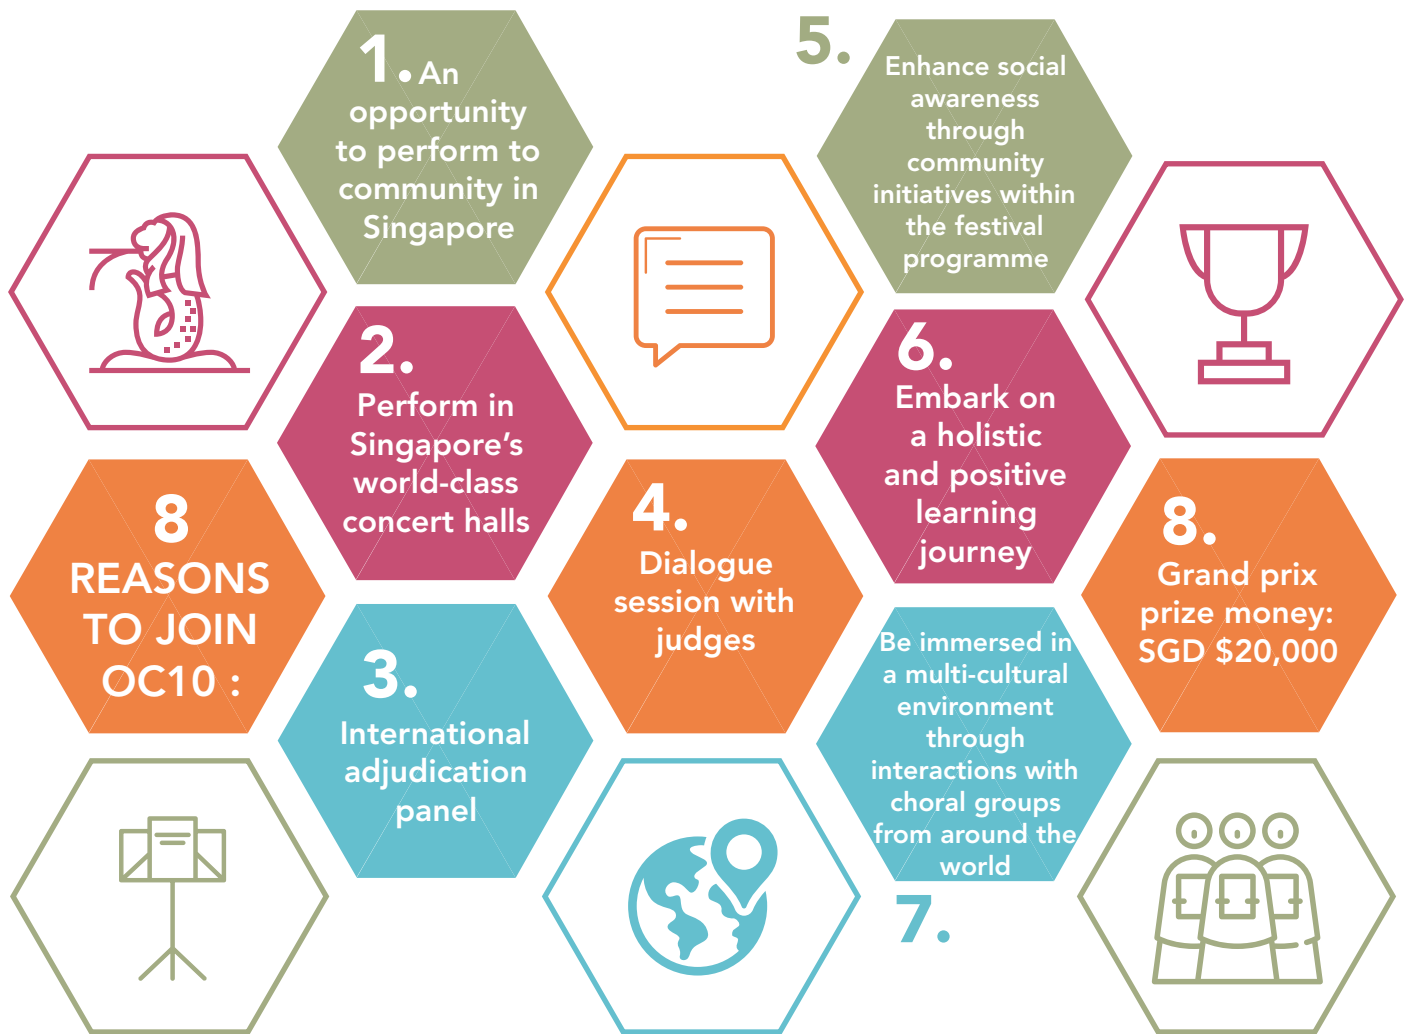 8
REASONS
TO JOIN
OC10 :
1. An
opportunity
to perform to
community in
Singapore
2.
Perform in
Singapore’s
world-class
concert halls
3.
International
adjudication
panel
4.
Dialogue
session with
judges
5.
Enhance social
awareness
through
community
initiatives within
the festival
programme
6.
Embark on
a holistic
and positive
learning
journey
7.
Be immersed in
a multi-cultural
environment
through
interactions with
choral groups
from around the
world
8.
Grand prix
prize money:
SGD $20,000